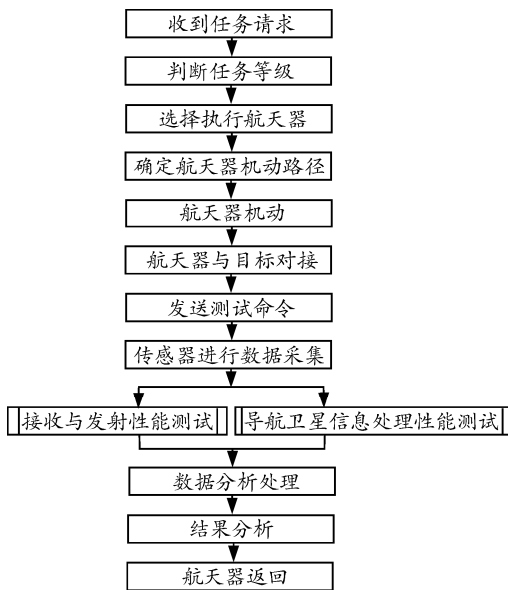 收到任务请求
判断任务等级
选择执行航天器
确定航天器机动路径
航天器机动
航天器与目标对接
发送测试命令
传感器进行数据采集
接收与发射性能测试
导航卫星信息处理性能测试
数据分析处理
结果分析
航天器返回